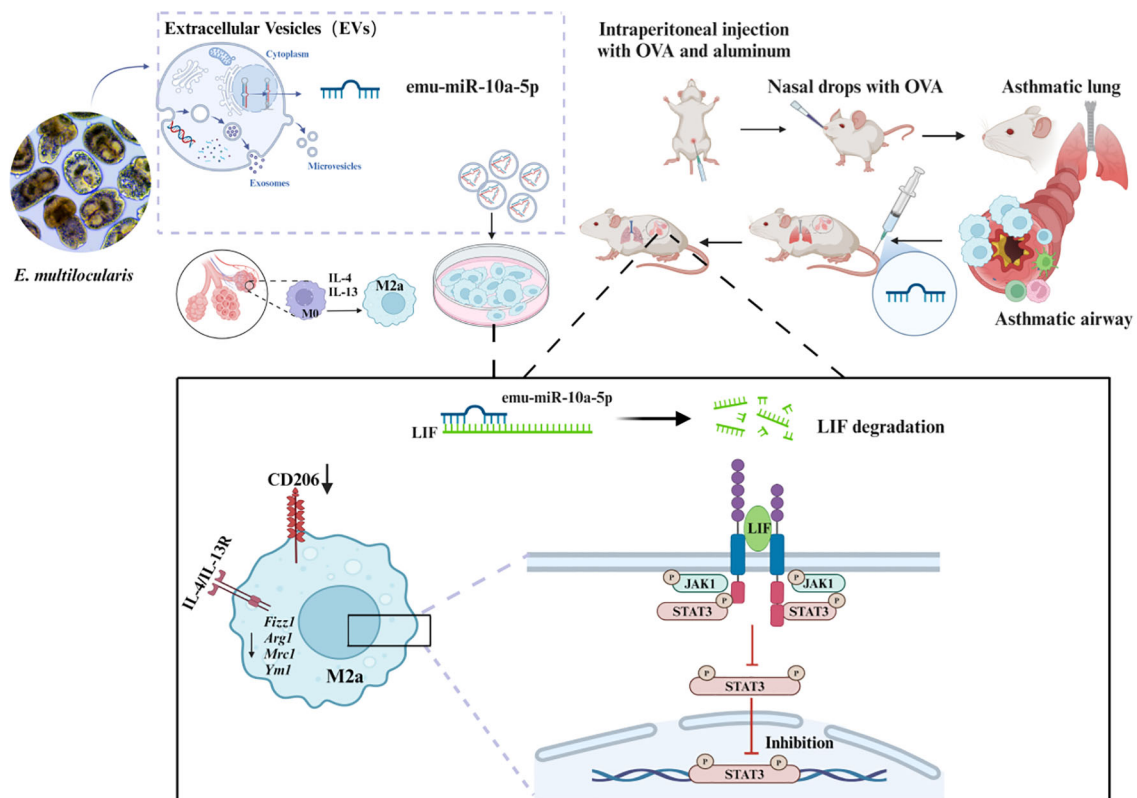 Extracellular Vesicles (EVs)
Cytoplasm
emu-miR-10a-5p
Microvesicles
Exosomes
E. multilocularis
IL-4
IL-13
M0
M2a
Intraperitoneal injection
with OVA and aluminum
Nasal drops with OVA
Asthmatic lung
Asthmatic airway
emu-miR-10a-5p
LIF
LIF degradation
CD206
IL-4/IL-13R
Fizz1
Arg1
Mrc1
Ym1
M2a
LIF
P
JAK1
P
STAT3
P
JAK1
P
STAT3
P
P
STAT3
Inhibition
P
P
STAT3